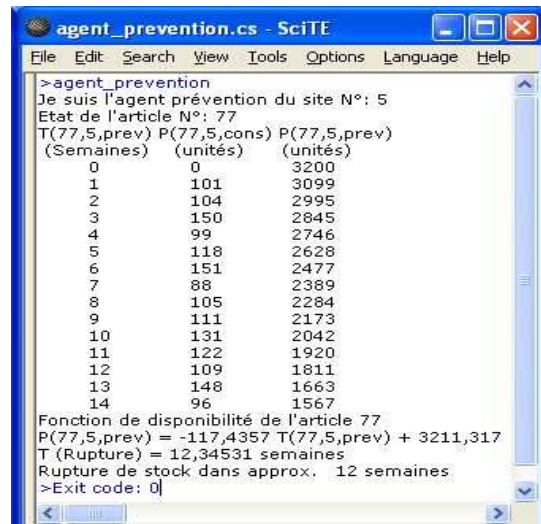 agent_prevention.cs - SciTE
File Edit Search View Tools Options Language Help
>agent_prevention
Je suis l'agent prévention du site N°: 5
Etat de l'article N°: 77
T(77,5,prev) P(77,5,cons) P(77,5,prev)
(Semaines) (unités) (unités)
0 0 3200
1 101 3099
2 104 2995
3 150 2845
4 99 2746
5 118 2628
6 151 2477
7 88 2389
8 105 2284
9 111 2173
10 131 2042
11 122 1920
12 109 1811
13 148 1663
14 96 1567
Fonction de disponibilité de l'article 77
P(77,5,prev) = -117,4357 T(77,5,prev) + 3211,317
T (Rupture) = 12,34531 semaines
Rupture de stock dans approx. 12 semaines
>Exit code: 0